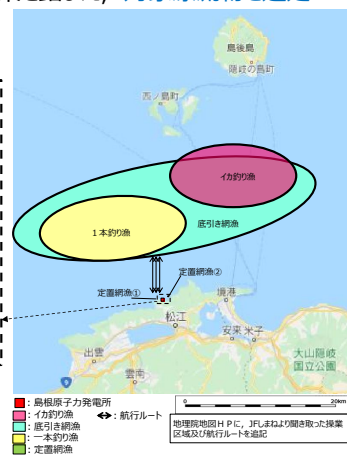 島後島
隠岐の島町
西ノ島町
イカ釣り漁
底引き網漁
1本釣り漁
定置網漁②
定置網漁①
境港
松江
安来 米子
出雲
大山隠岐
国立公園
雲南
9
■：島根原子力発電所
■：イカ釣り漁 ⟷：航行ルート
■：底引き網漁
■：一本釣り漁
■：定置網漁
0 20km
地理院地図ＨＰに，JFしまねより聞き取った操業
区域及び航行ルートを追記